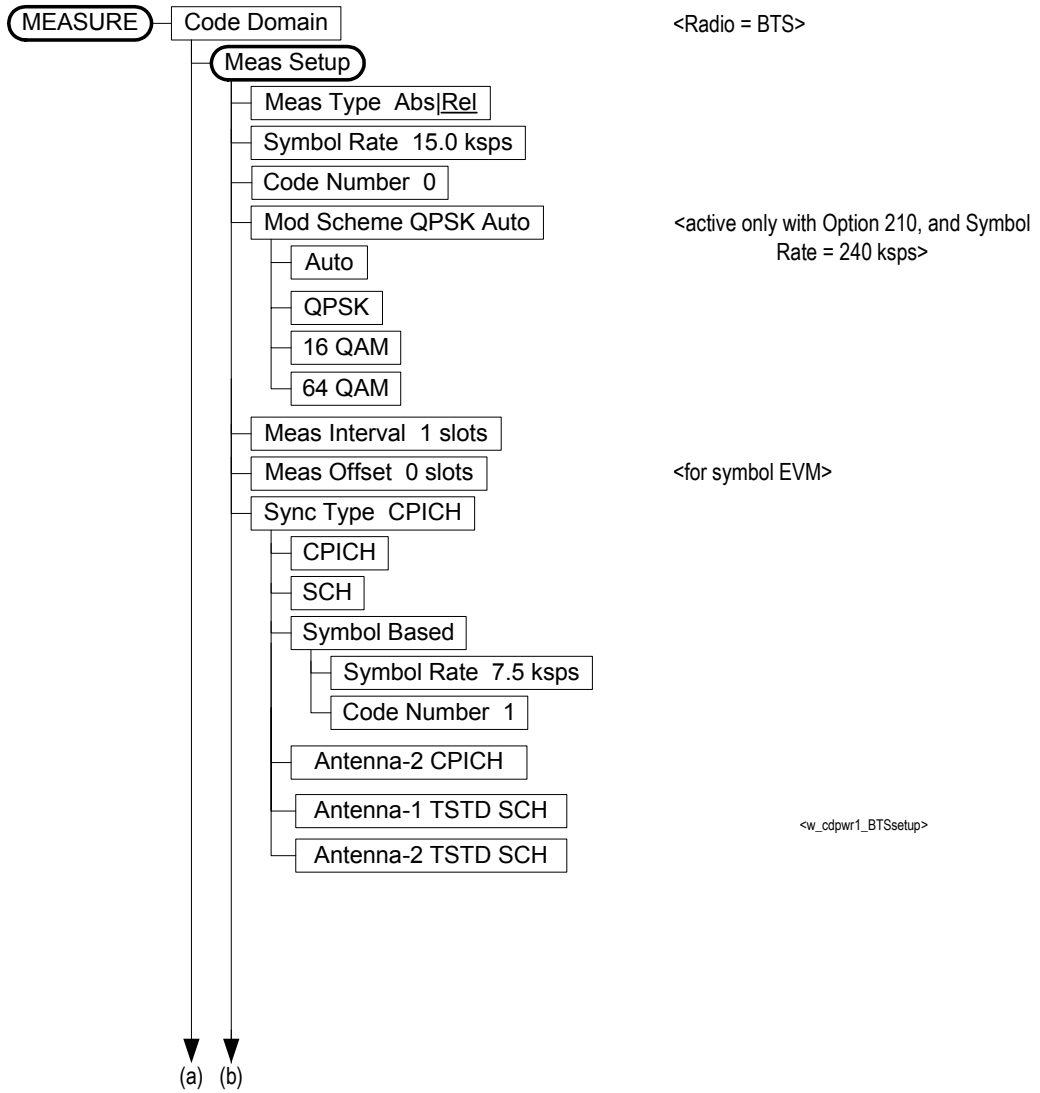 MEASURE Code Domain <Radio = BTS>
Meas Setup
Meas Type Abs|Rel
Symbol Rate 15.0 ksps
Code Number 0
Mod Scheme QPSK Auto <active only with Option 210, and Symbol
Rate = 240 ksps>
Auto
QPSK
16 QAM
64 QAM
Meas Interval 1 slots
Meas Offset 0 slots <for symbol EVM>
Sync Type CPICH
CPICH
SCH
Symbol Based
Symbol Rate 7.5 ksps
Code Number 1
Antenna-2 CPICH
Antenna-1 TSTD SCH
<w_cdpwr1_BTSsetup>
Antenna-2 TSTD SCH
(a) (b)